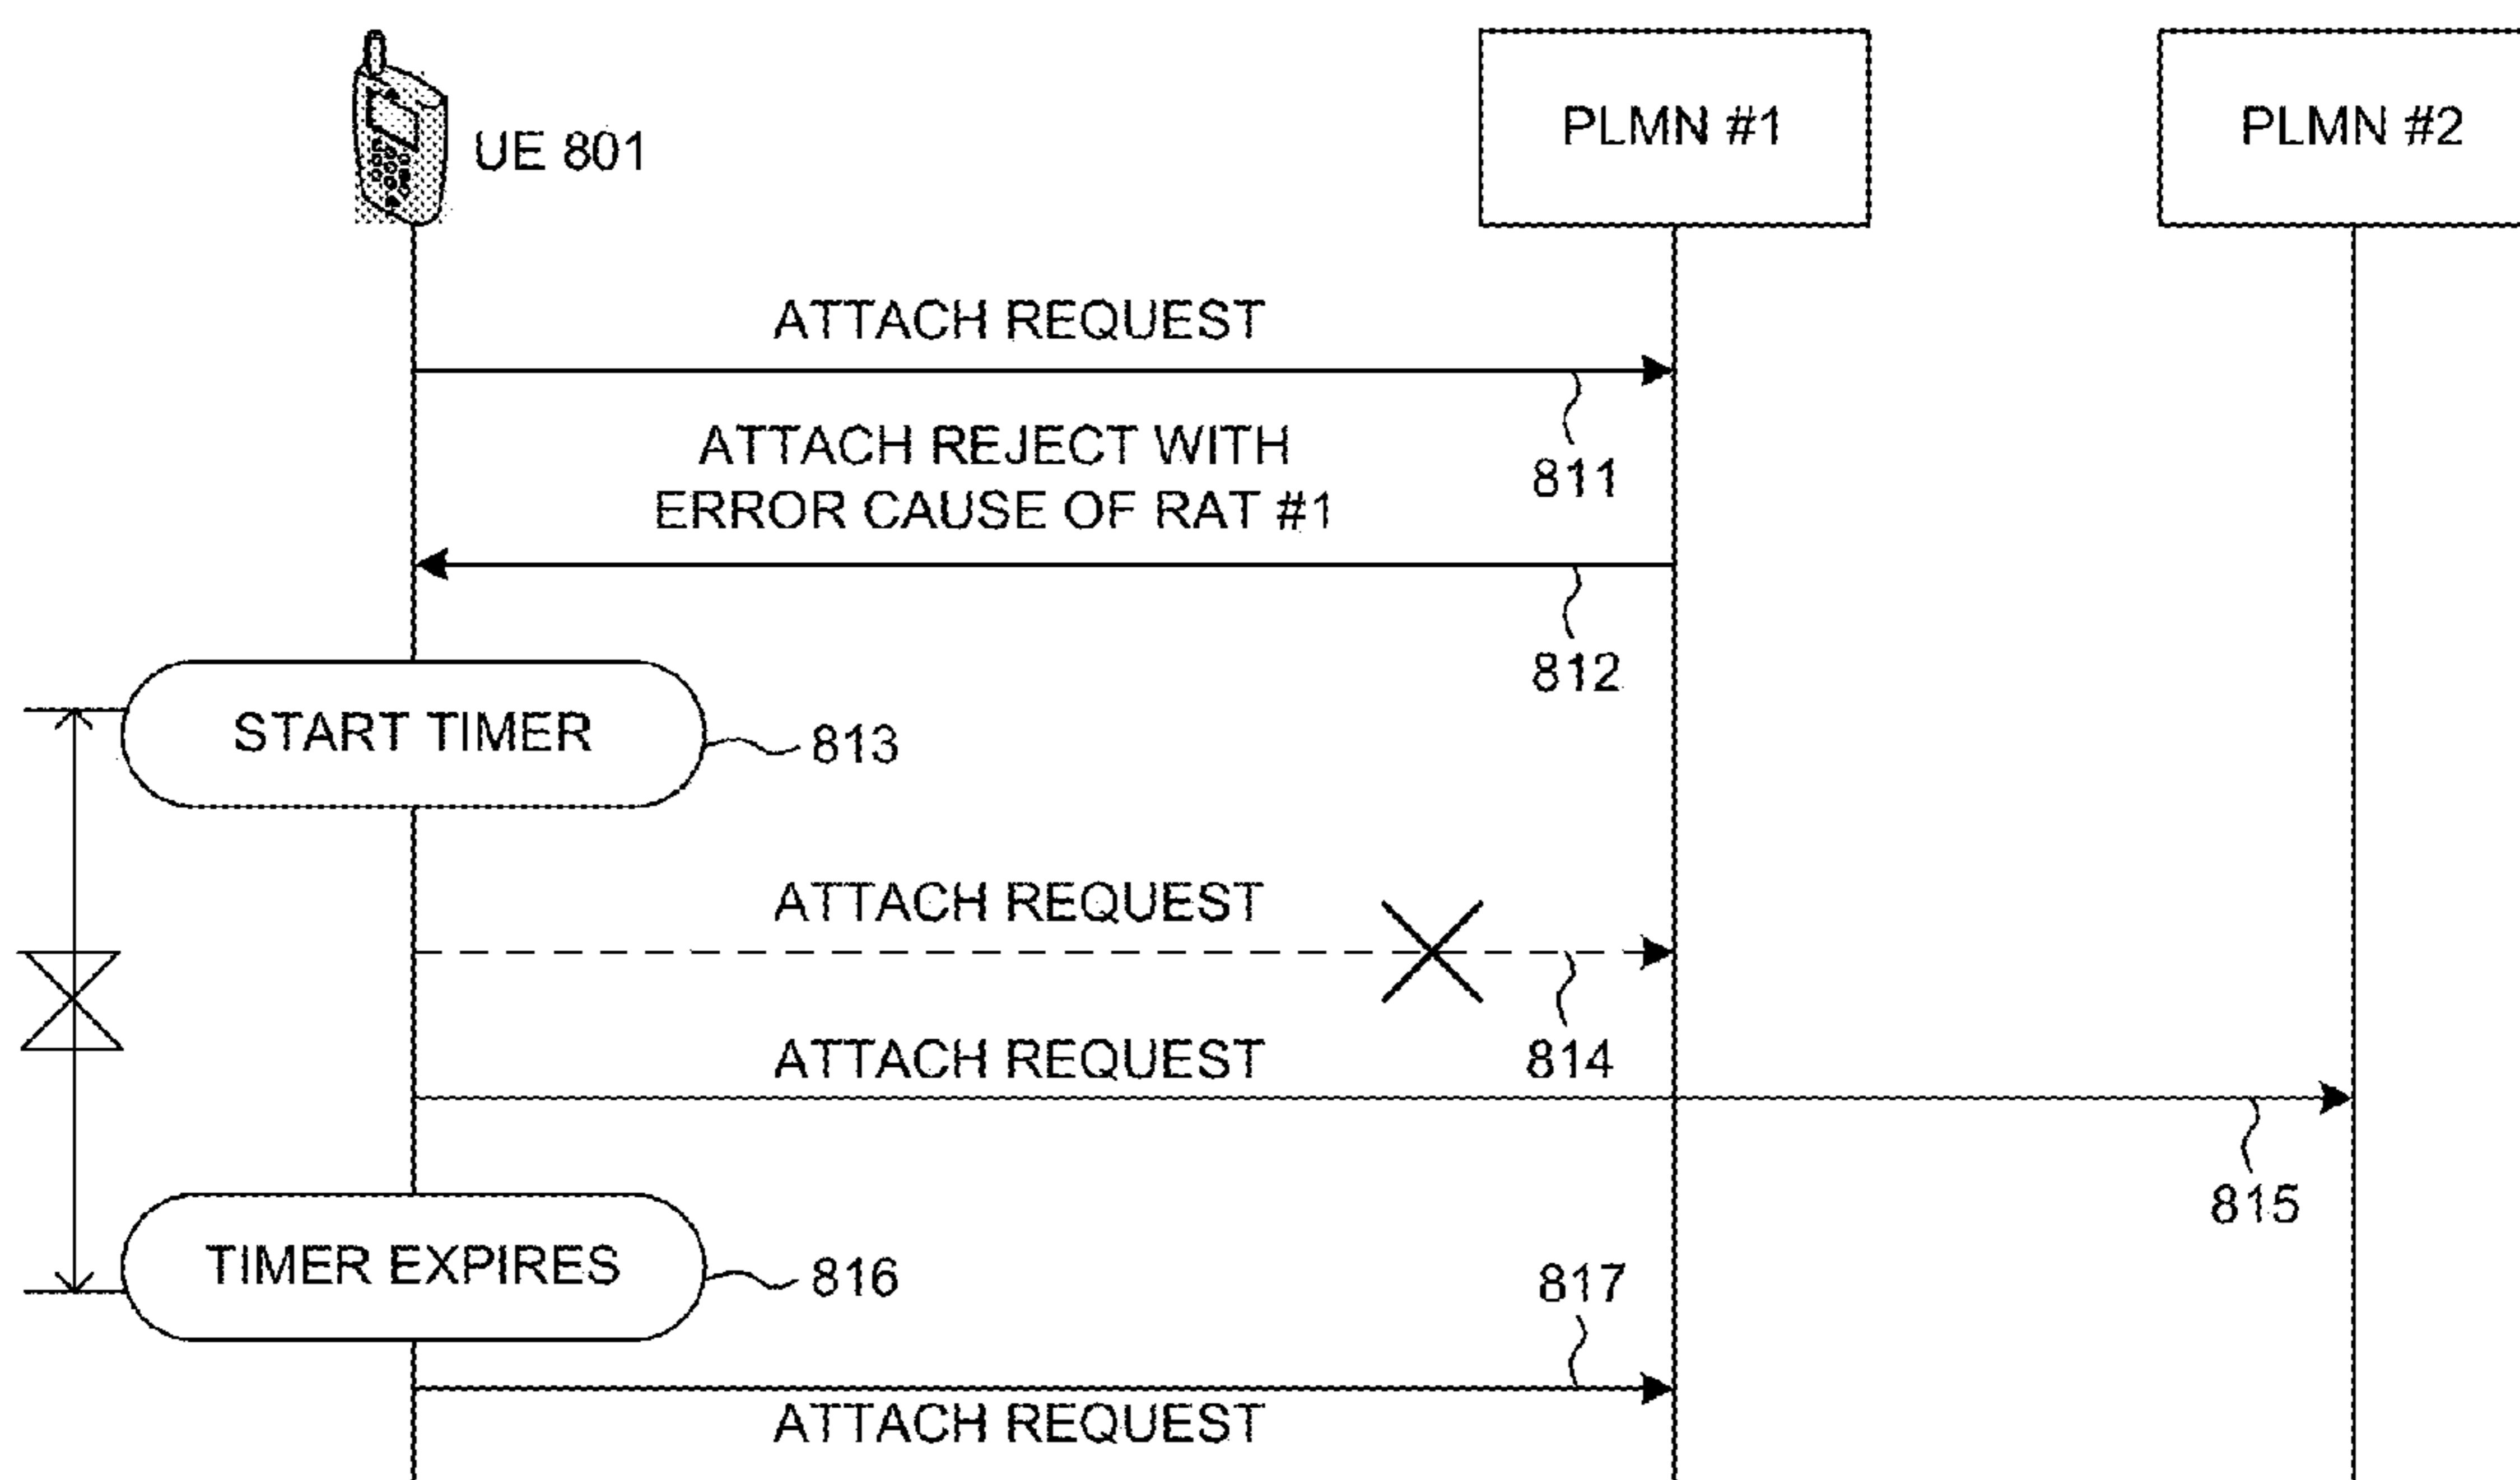 UE 801
PLMN #1
PLMN #2
ATTACH REQUEST
811
ATTACH REJECT WITH
ERROR CAUSE OF RAT #1
812
START TIMER
813
ATTACH REQUEST
814
ATTACH REQUEST
815
TIMER EXPIRES
816
817
ATTACH REQUEST